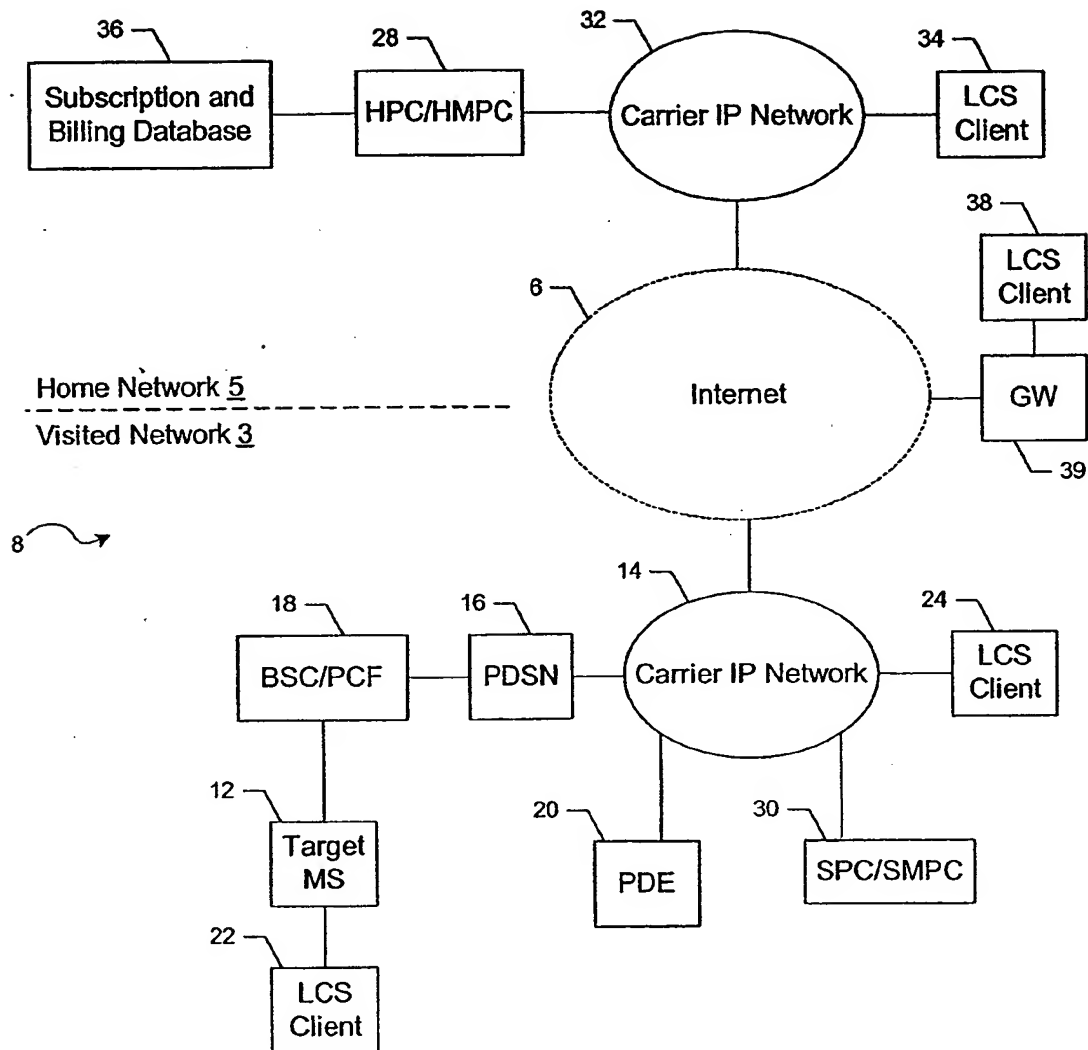 36
28
32
34
Subscription and
Billing Database
HPC/HMPC
Carrier IP Network
LCS
Client
38
LCS
Client
6
Home Network 5
Visited Network 3
Internet
GW
39
8
14
18
16
24
BSC/PCF
PDSN
Carrier IP Network
LCS
Client
12
20
30
Target
MS
PDE
SPC/SMPC
22
LCS
Client